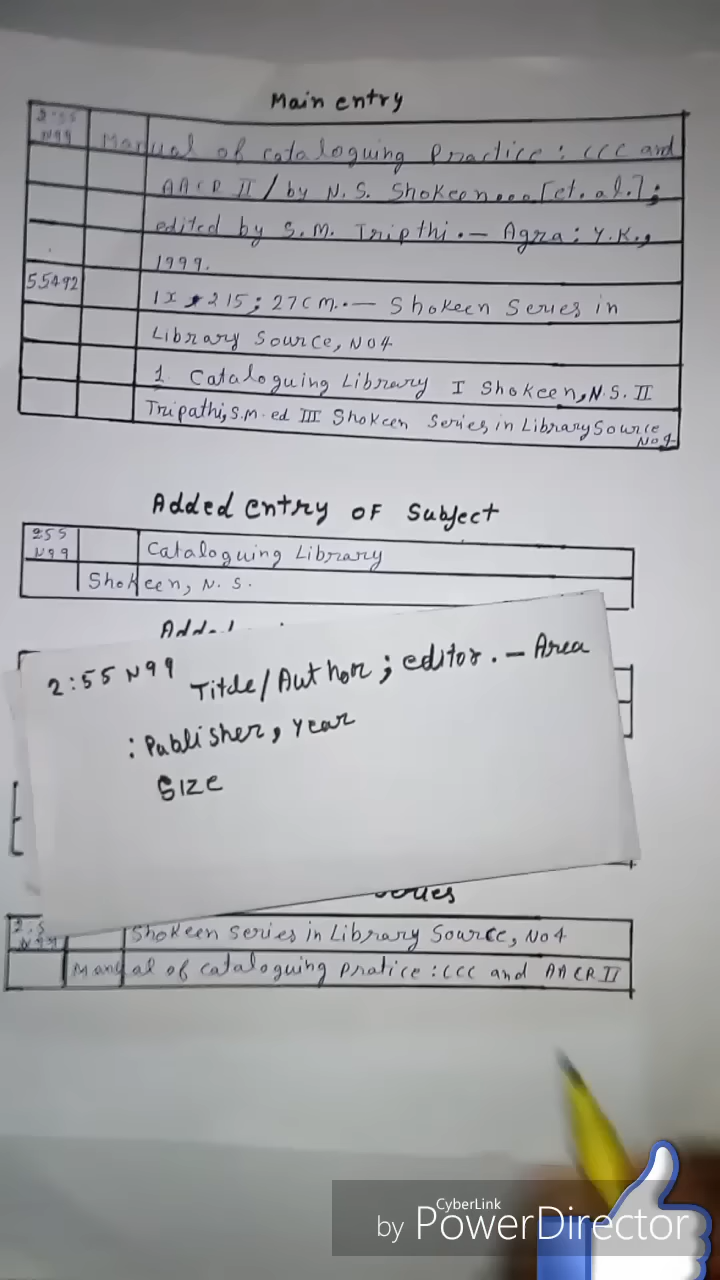 Main entry
2:55
N99
Manual of cataloguing Practice : CCC and
AACR II / by N. S. Shokeen... [et. al.];
edited by S.M. Tripthi. — Agra : Y.K.,
1999.
55492
ix, 215 ; 27cm. — Shokeen Series in
Library Source, No4
1 Cataloguing Library I Shokeen, N.S. II
Tripathi, S.m. ed III Shokeen Series, in Library Source
No 4
Added entry of Subject
255
N99
Cataloguing Library
Shokeen, N. S.
2:55 N99 Title/Author ; editor. — Area
: Publisher, Year
Size
Shokeen Series in Library Source, No4
Manual of cataloguing pratice : CCC and AACR II
CyberLink
by PowerDirector